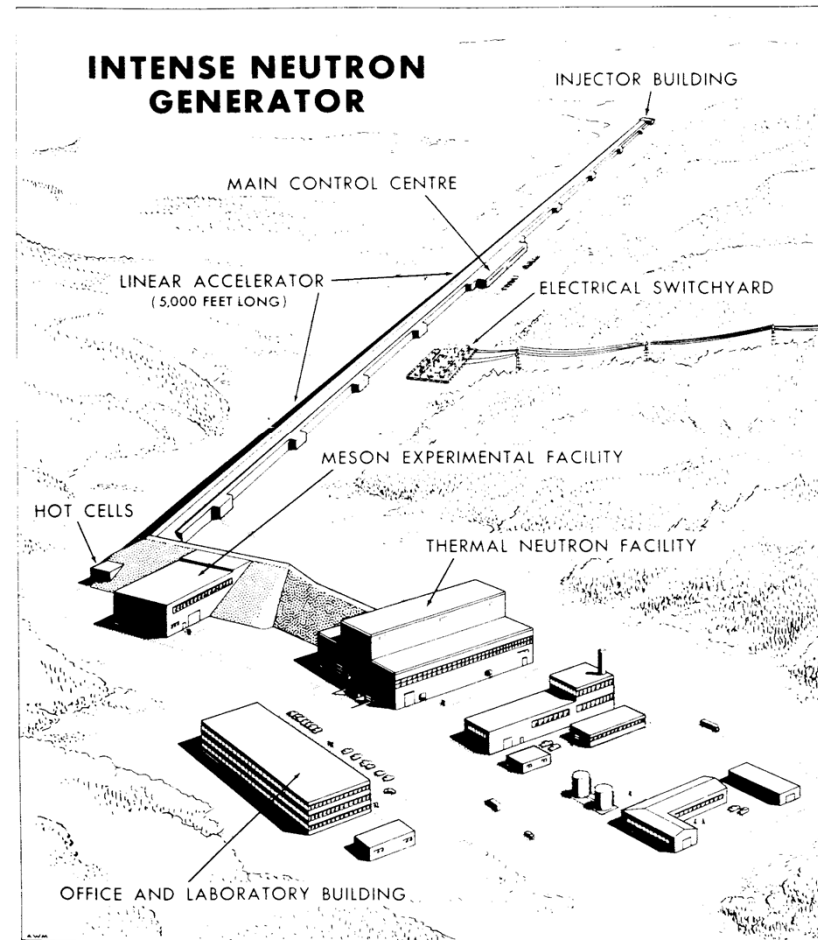 INTENSE NEUTRON
GENERATOR
INJECTOR BUILDING
MAIN CONTROL CENTRE
LINEAR ACCELERATOR
(5,000 FEET LONG)
ELECTRICAL SWITCHYARD
MESON EXPERIMENTAL FACILITY
HOT CELLS
THERMAL NEUTRON FACILITY
OFFICE AND LABORATORY BUILDING
A.W.M.